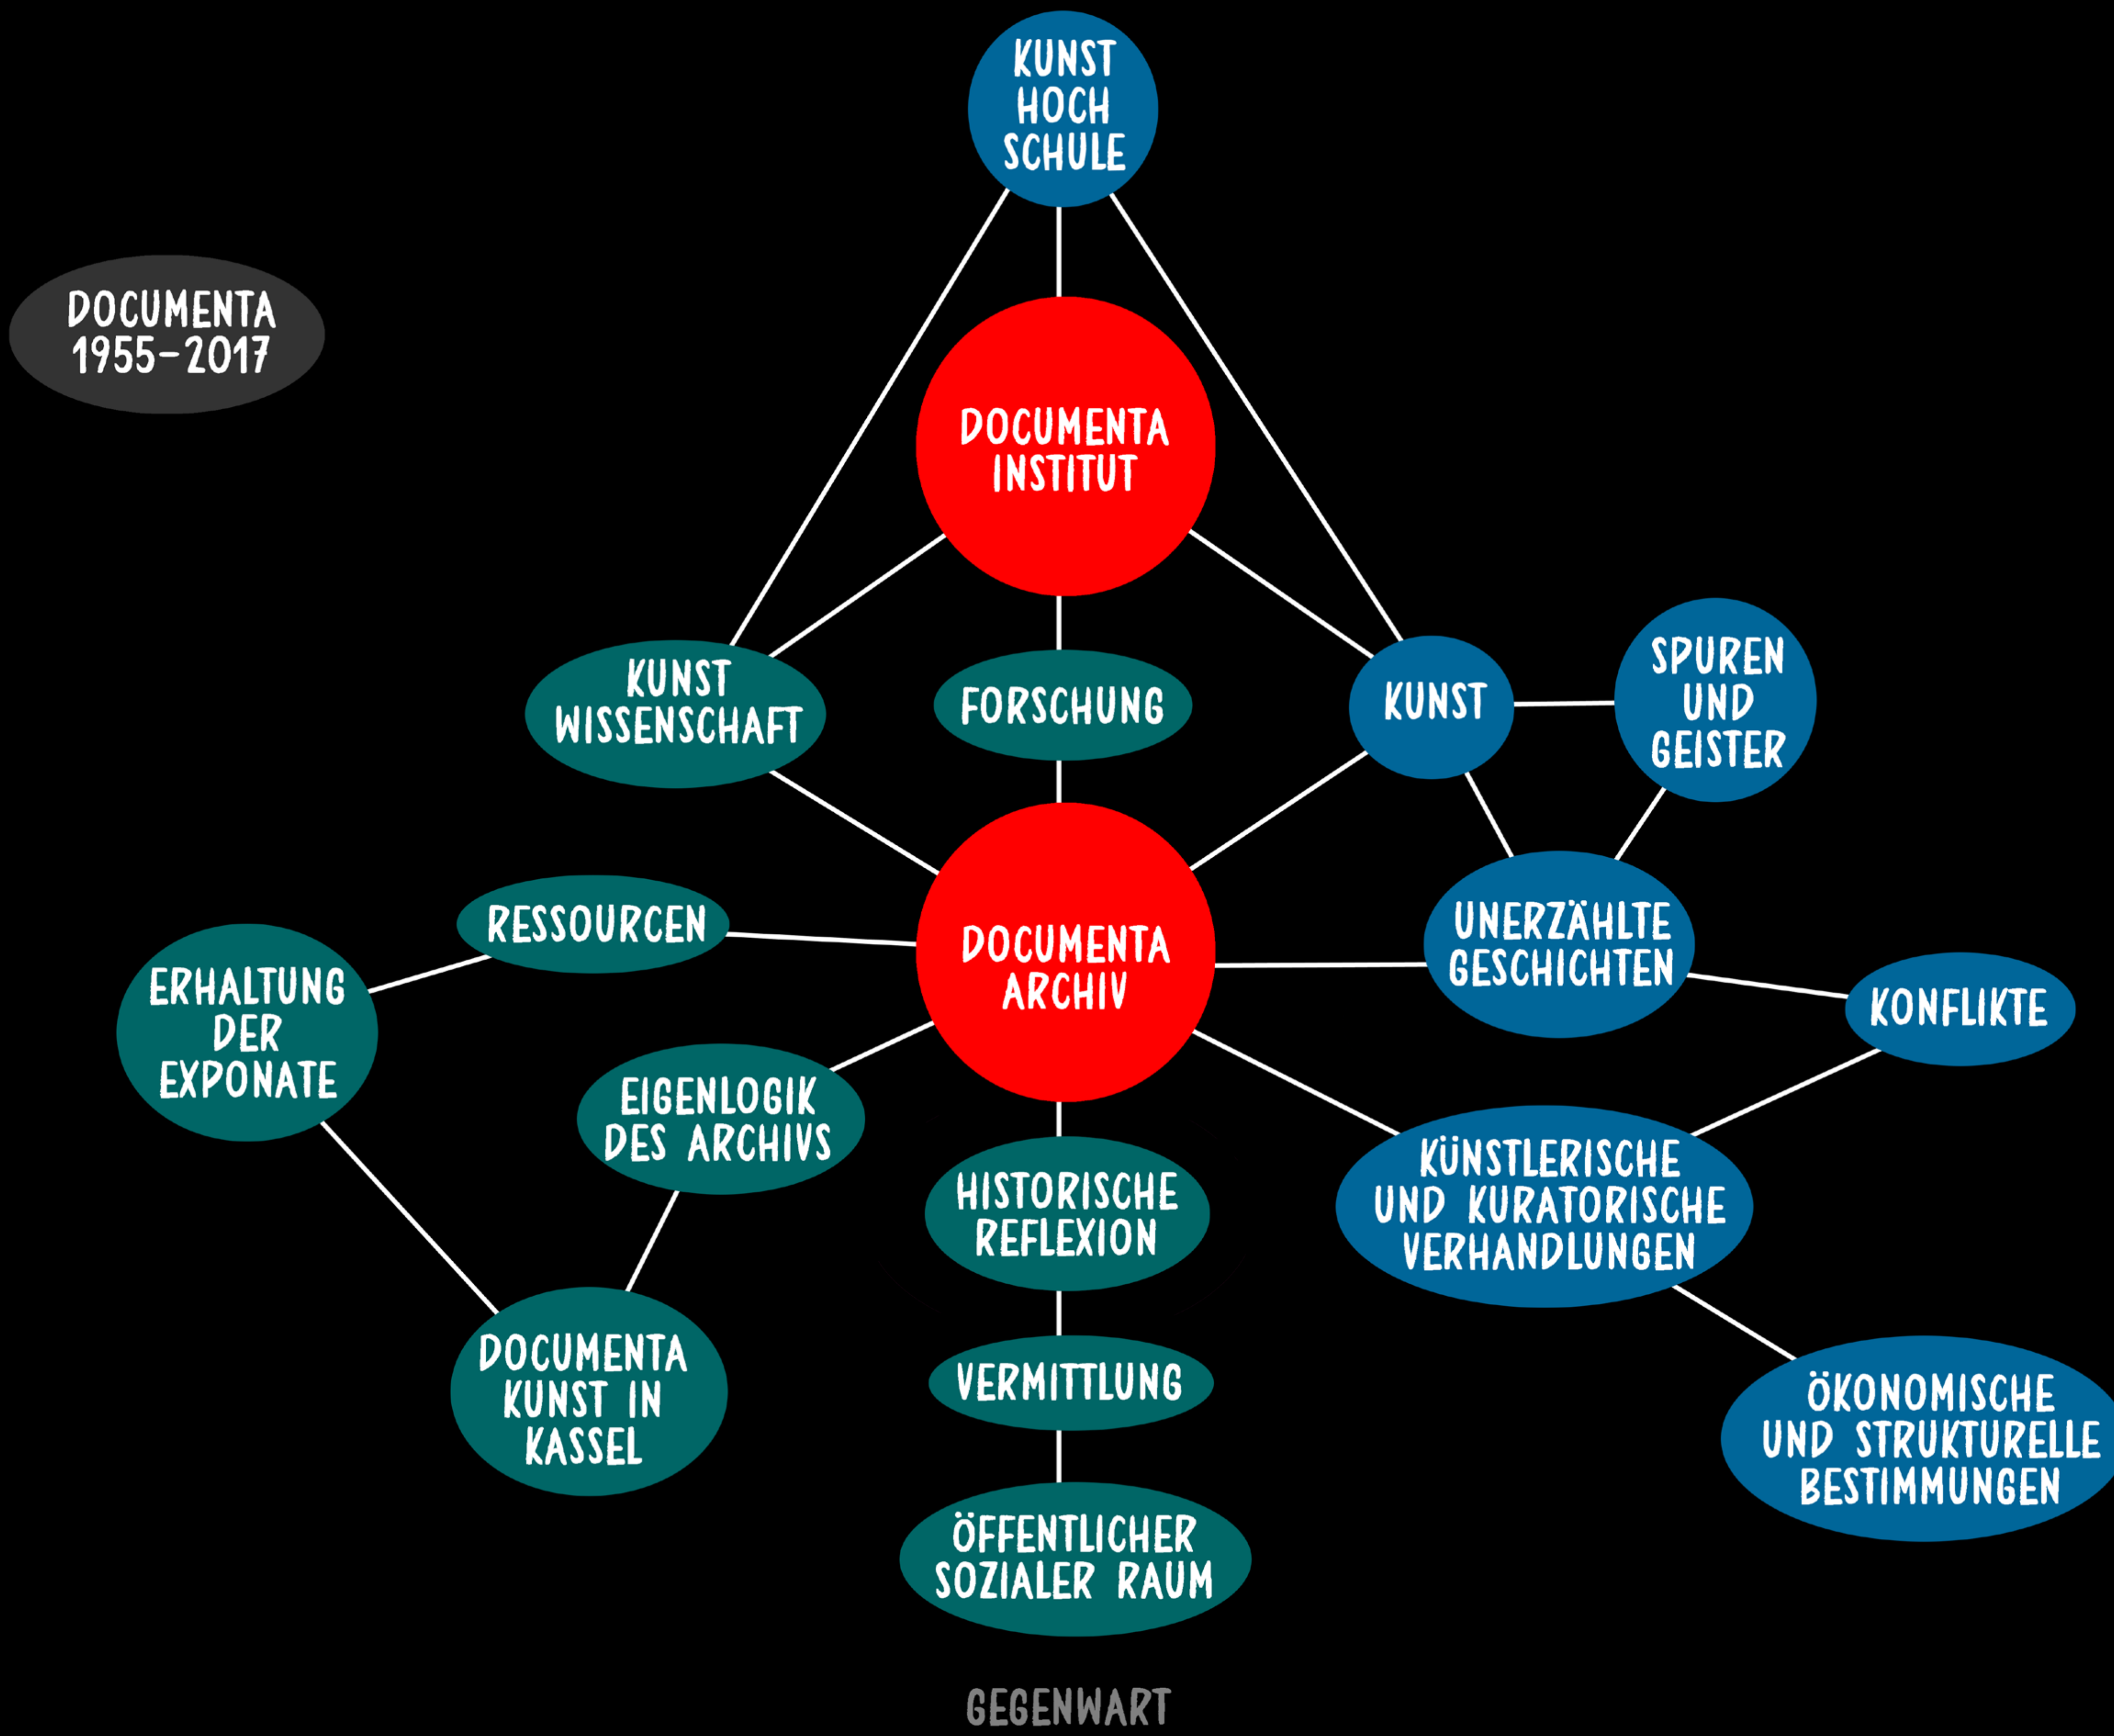 KUNST
HOCH
SCHULE
DOCUMENTA
1955–2017
DOCUMENTA
INSTITUT
KUNST
WISSENSCHAFT
FORSCHUNG
KUNST
SPUREN
UND
GEISTER
RESSOURCEN
DOCUMENTA
ARCHIV
UNERZÄHLTE
GESCHICHTEN
KONFLIKTE
ERHALTUNG
DER
EXPONATE
EIGENLOGIK
DES ARCHIVS
HISTORISCHE
REFLEXION
KÜNSTLERISCHE
UND KURATORISCHE
VERHANDLUNGEN
DOCUMENTA
KUNST IN
KASSEL
VERMITTLUNG
ÖKONOMISCHE
UND STRUKTURELLE
BESTIMMUNGEN
ÖFFENTLICHER
SOZIALER RAUM
GEGENWART